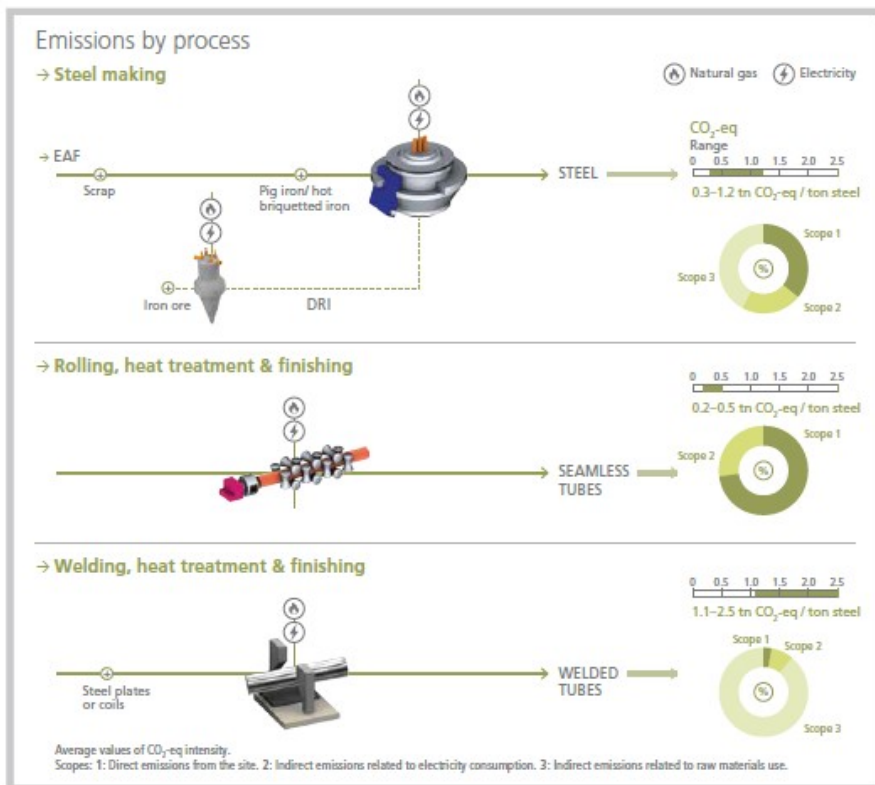 Emissions by process
→ Steel making
Natural gas Electricity
CO₂-eq
Range
0 0.5 1.0 1.5 2.0 2.5
0.3–1.2 tn CO₂-eq / ton steel
→ EAF
STEEL
Scrap
Pig iron/ hot
briquetted iron
Iron ore
DRI
Scope 1
Scope 3
%
Scope 2
→ Rolling, heat treatment & finishing
0 0.5 1.0 1.5 2.0 2.5
0.2–0.5 tn CO₂-eq / ton steel
Scope 1
Scope 2
%
SEAMLESS
TUBES
→ Welding, heat treatment & finishing
0 0.5 1.0 1.5 2.0 2.5
1.1–2.5 tn CO₂-eq / ton steel
Scope 1
Scope 2
%
Scope 3
WELDED
TUBES
Steel plates
or coils
Average values of CO₂-eq intensity.
Scopes: 1: Direct emissions from the site. 2: Indirect emissions related to electricity consumption. 3: Indirect emissions related to raw materials use.